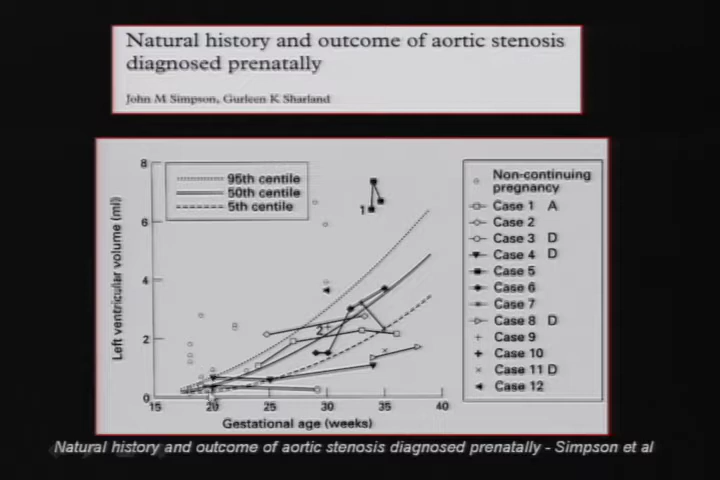 Natural history and outcome of aortic stenosis
diagnosed prenatally
John M Simpson, Gurleen K Sharland
8
6
4
2
0
Left ventricular volume (ml)
95th centile
50th centile
5th centile
1
2
15
20
25
30
35
40
Gestational age (weeks)
Non-continuing
pregnancy
Case 1 A
Case 2
Case 3 D
Case 4 D
Case 5
Case 6
Case 7
Case 8 D
Case 9
Case 10
Case 11 D
Case 12
Natural history and outcome of aortic stenosis diagnosed prenatally - Simpson et al